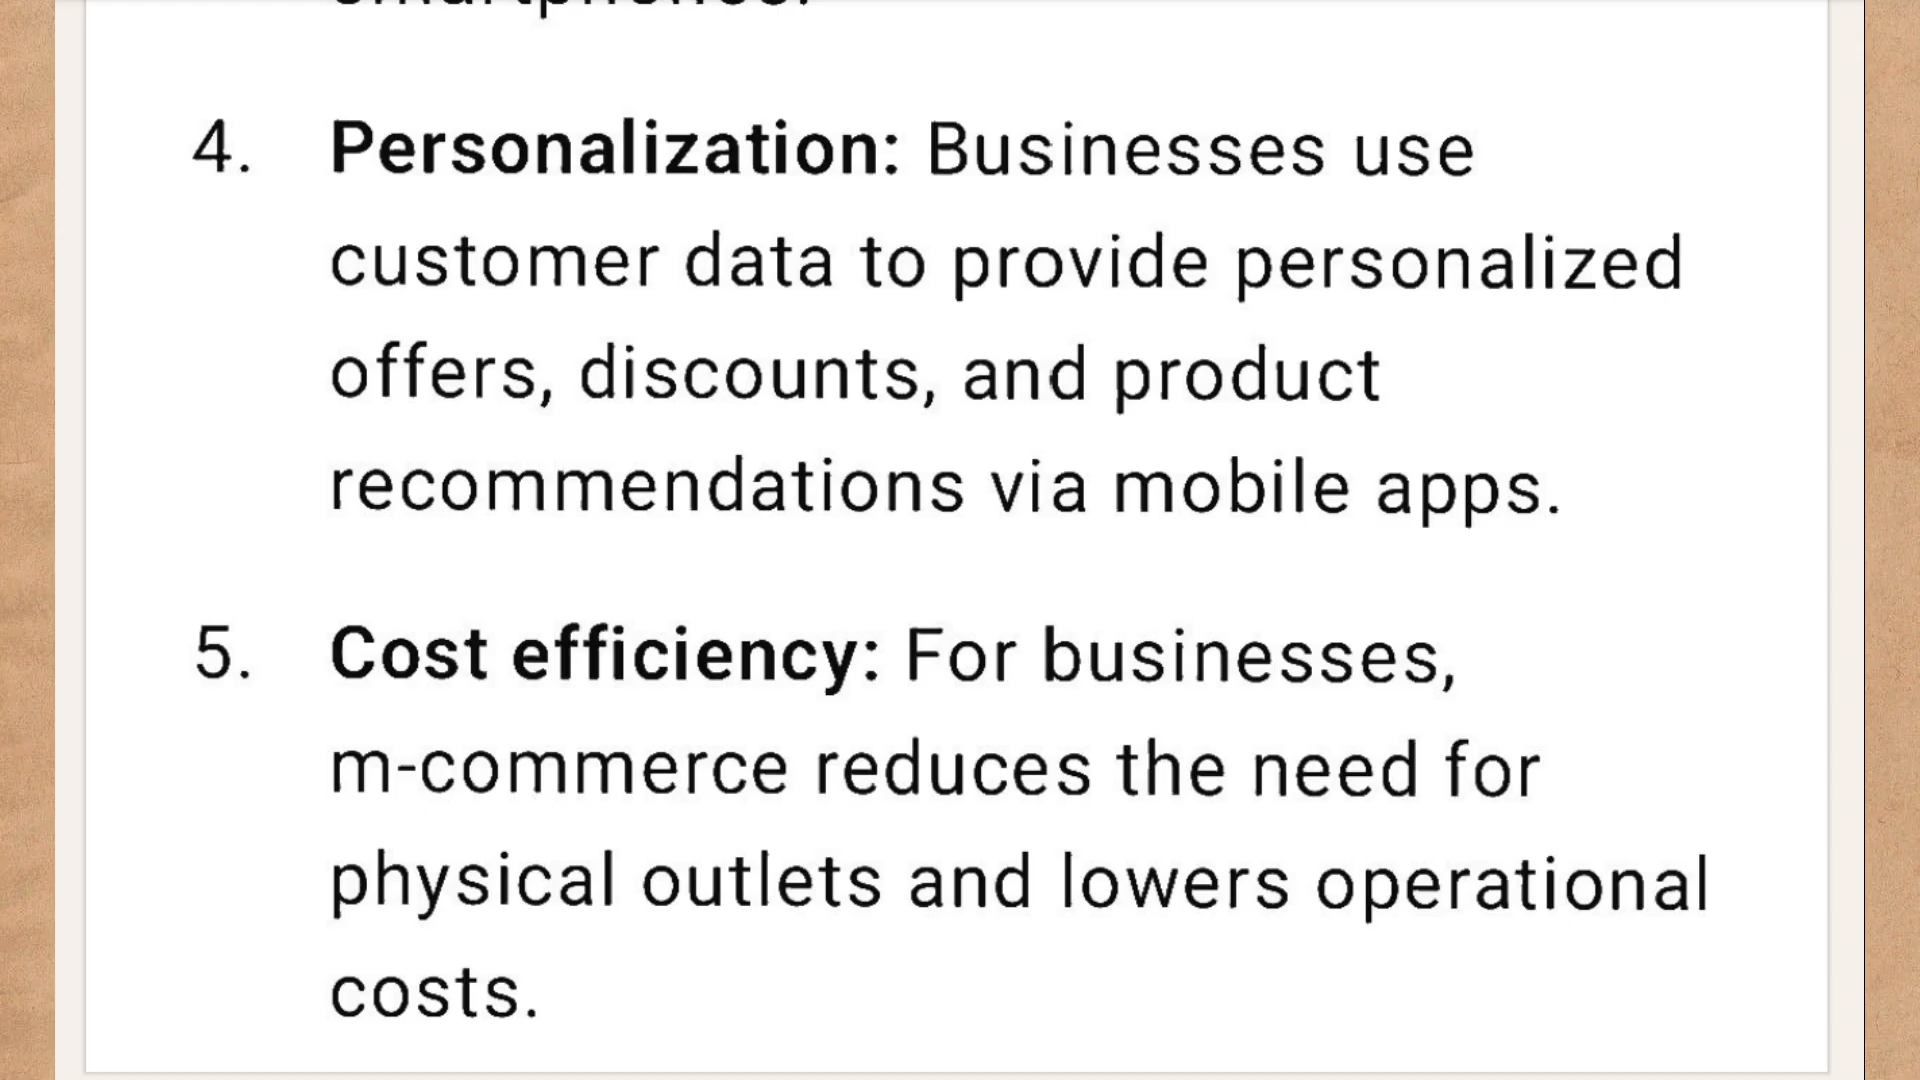 smartphones.
4. Personalization: Businesses use
customer data to provide personalized
offers, discounts, and product
recommendations via mobile apps.
5. Cost efficiency: For businesses,
m-commerce reduces the need for
physical outlets and lowers operational
costs.